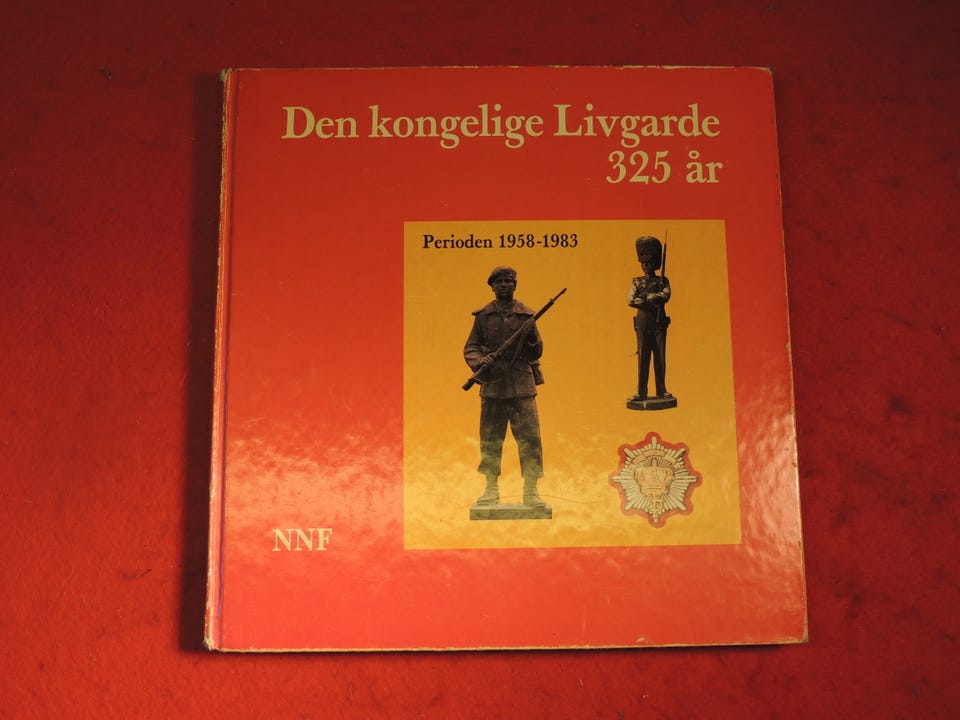 Den kongelige Livgarde
325 år
Perioden 1958-1983
NNF